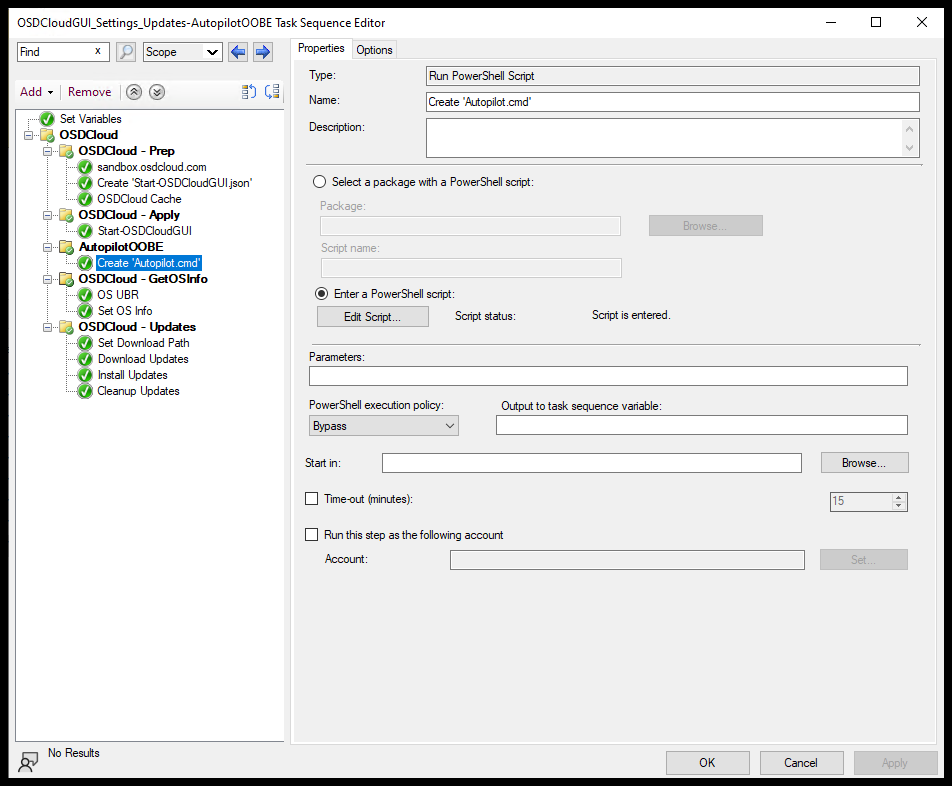 OSDCloudGUI_Settings_Updates-AutopilotOOBE Task Sequence Editor
Find x Scope
Add Remove
Set Variables
OSDCloud
OSDCloud - Prep
sandbox.osdcloud.com
Create 'Start-OSDCloudGUI.json'
OSDCloud Cache
OSDCloud - Apply
Start-OSDCloudGUI
AutopilotOOBE
Create 'Autopilot.cmd'
OSDCloud - GetOSInfo
OS UBR
Set OS Info
OSDCloud - Updates
Set Download Path
Download Updates
Install Updates
Cleanup Updates
No Results
Properties Options
Type: Run PowerShell Script
Name: Create 'Autopilot.cmd'
Description:
Select a package with a PowerShell script:
Package:
Browse...
Script name:
Enter a PowerShell script:
Edit Script... Script status: Script is entered.
Parameters:
PowerShell execution policy: Output to task sequence variable:
Bypass
Start in: Browse...
Time-out (minutes): 15
Run this step as the following account
Account: Set...
OK Cancel Apply